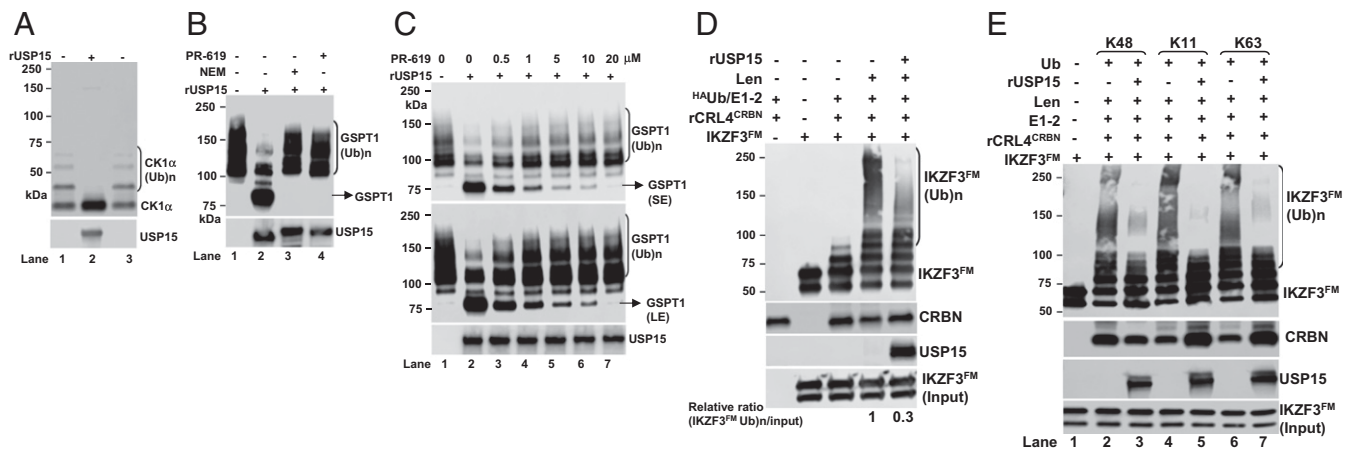 A
rUSP15 - + -
250
150
100
75
50
kDa
37
CK1α
(Ub)n
CK1α
USP15
Lane 1 2 3
B
PR-619 - - - +
NEM - - + -
rUSP15 - + + +
250
150
100
75
kDa
GSPT1
(Ub)n
GSPT1
USP15
Lane 1 2 3 4
C
PR-619 0 0 0.5 1 5 10 20 μM
rUSP15 - + + + + + +
kDa
250
150
100
75
GSPT1
(Ub)n
GSPT1
(SE)
250
150
100
75
GSPT1
(Ub)n
GSPT1
(LE)
USP15
Lane 1 2 3 4 5 6 7
D
rUSP15 - - - - +
Len - - - + +
HAUb/E1-2 + - + + +
rCRL4CRBN + - + + +
IKZF3FM - + + + +
250
150
100
75
50
IKZF3FM
(Ub)n
IKZF3FM
CRBN
USP15
IKZF3FM
(Input)
Relative ratio
(IKZF3FM Ub)n/input) 1 0.3
E
K48 K11 K63
Ub - + + + + + +
rUSP15 - - + - + - +
Len - + + + + + +
E1-2 - + + + + + +
rCRL4CRBN - + + + + + +
IKZF3FM + + + + + + +
250
150
100
75
50
IKZF3FM
(Ub)n
IKZF3FM
CRBN
USP15
IKZF3FM
(Input)
Lane 1 2 3 4 5 6 7